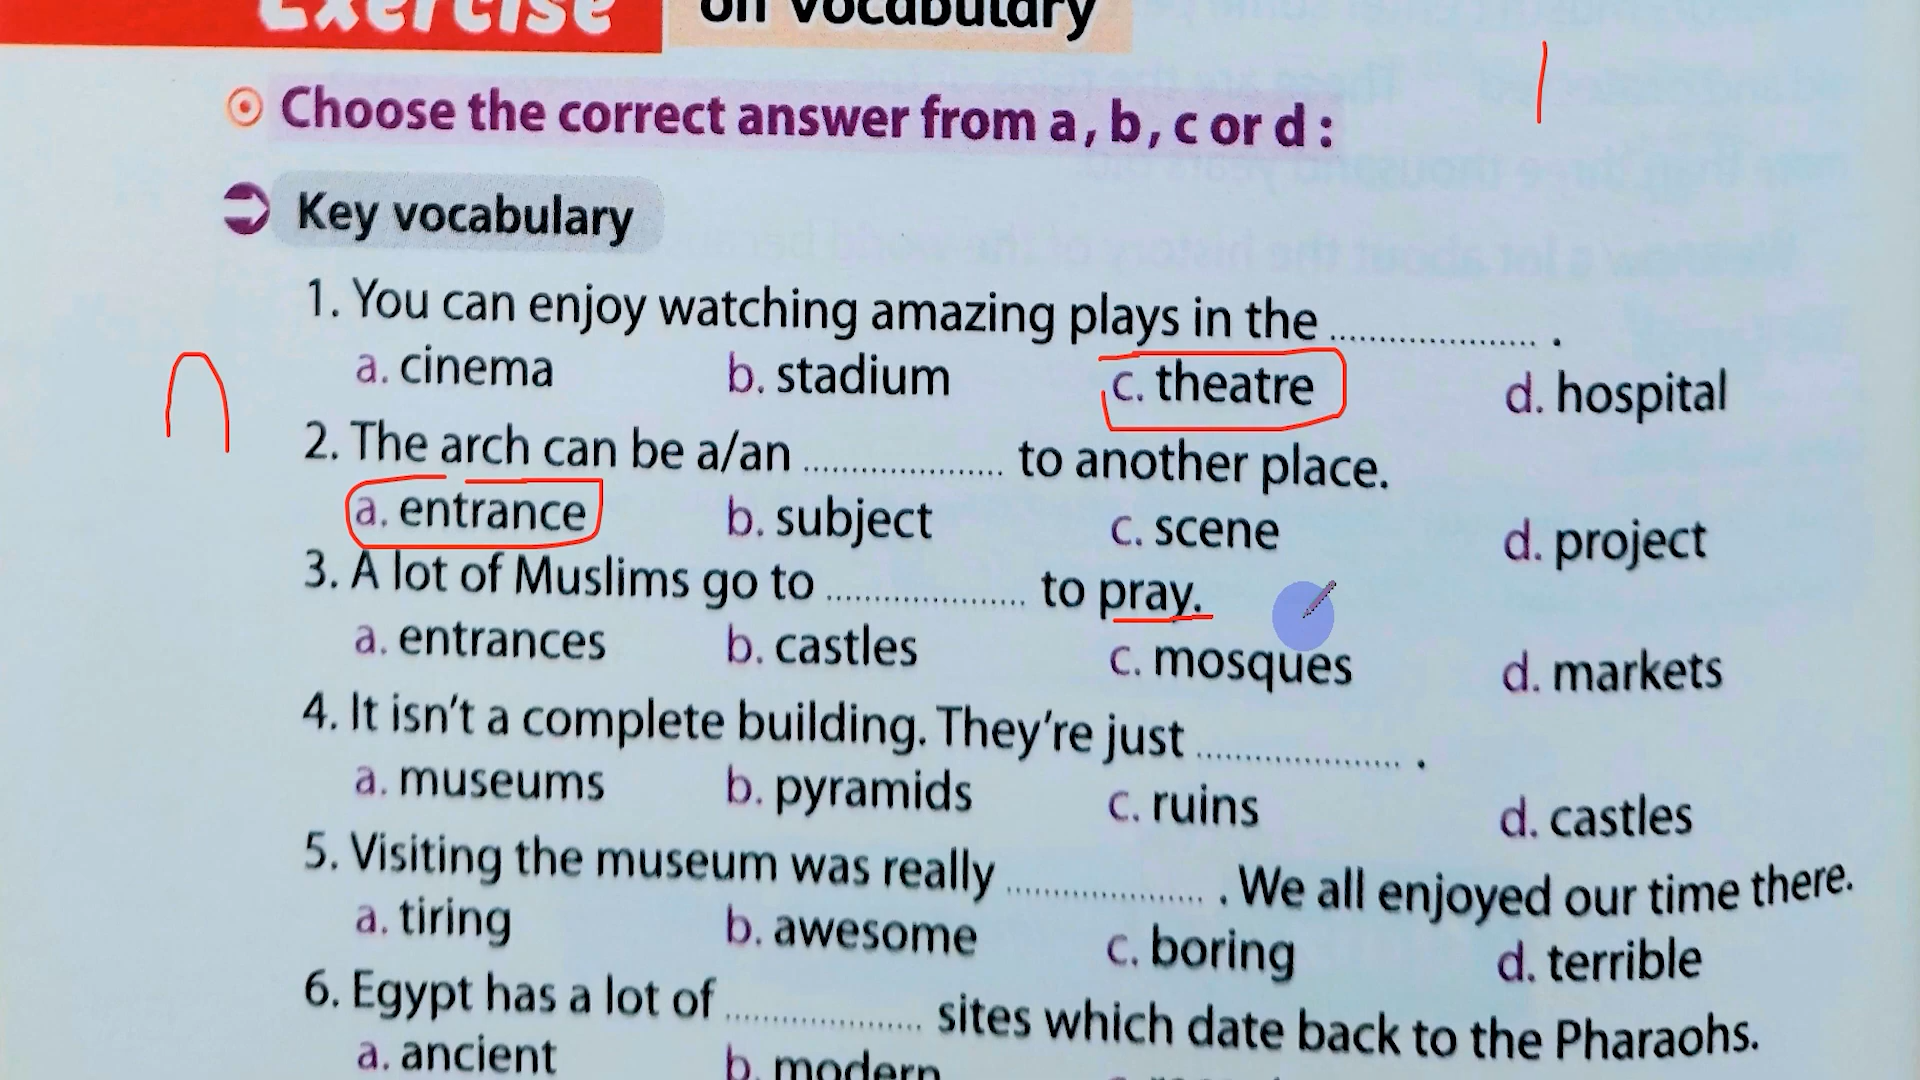 Exercise on vocabulary
Choose the correct answer from a, b, c or d :
Key vocabulary
1. You can enjoy watching amazing plays in the .................... .
a. cinema b. stadium c. theatre d. hospital
2. The arch can be a/an .................... to another place.
a. entrance b. subject c. scene d. project
3. A lot of Muslims go to .................... to pray.
a. entrances b. castles c. mosques d. markets
4. It isn't a complete building. They're just .................... .
a. museums b. pyramids c. ruins d. castles
5. Visiting the museum was really .................... . We all enjoyed our time there.
a. tiring b. awesome c. boring d. terrible
6. Egypt has a lot of .................... sites which date back to the Pharaohs.
a. ancient b. modern